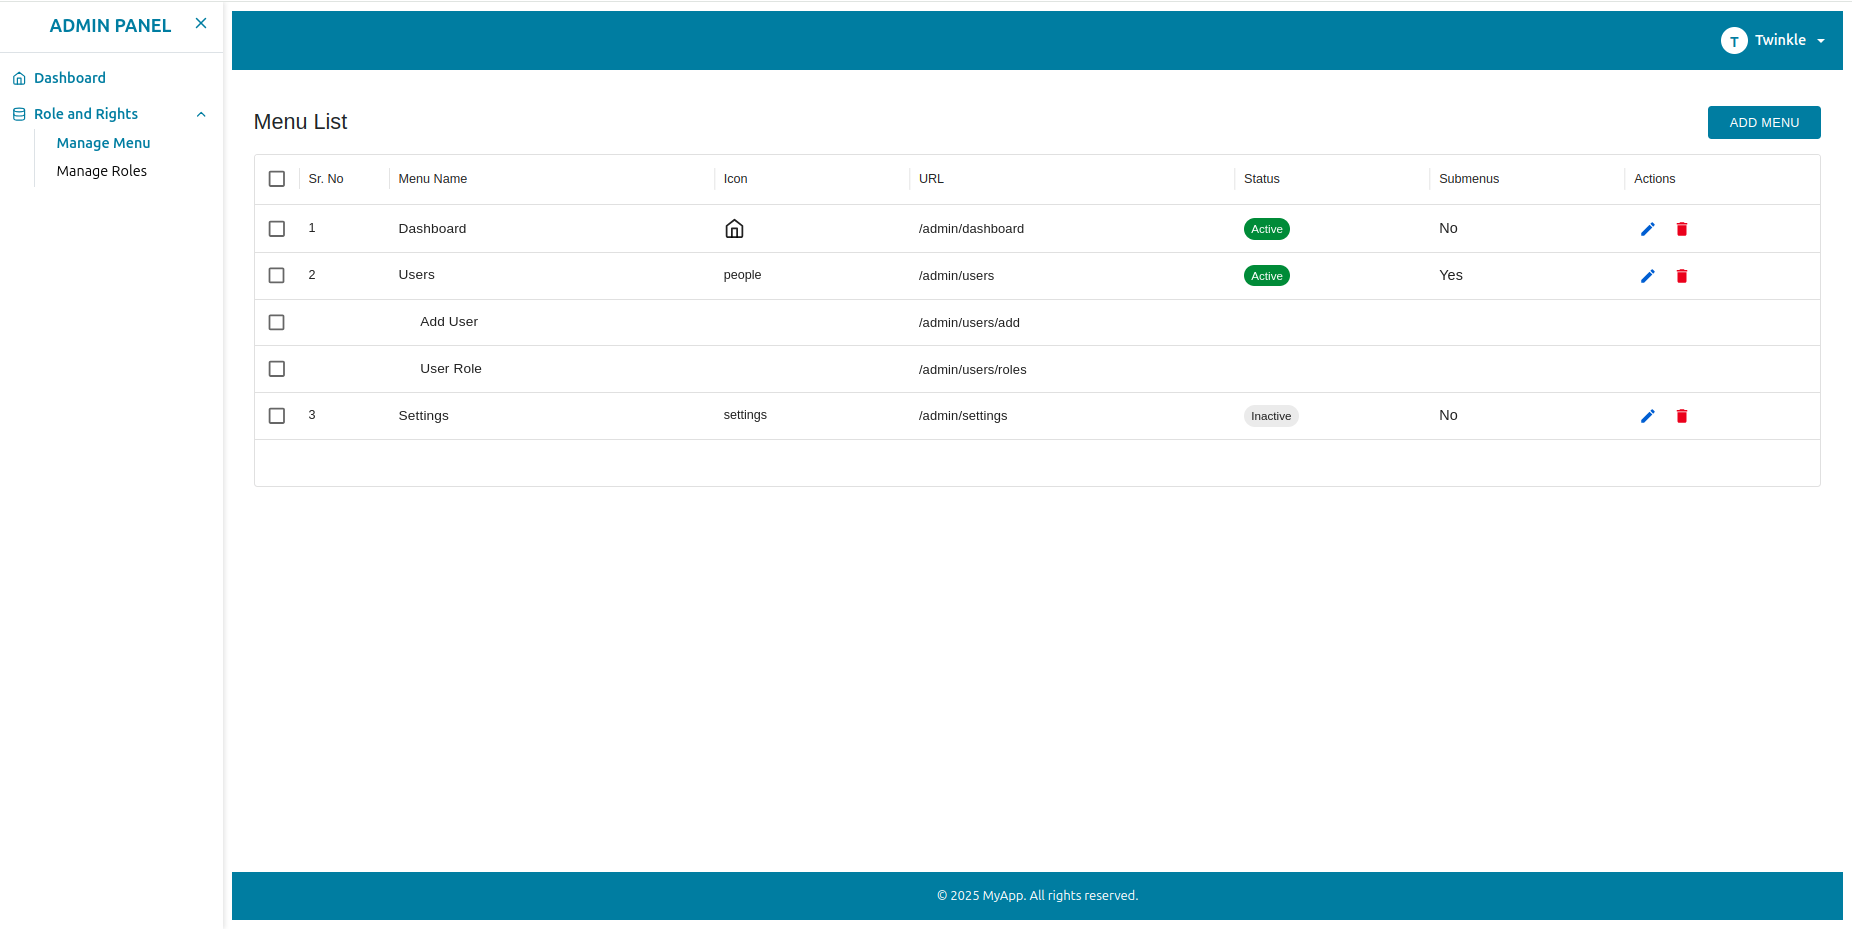 ADMIN PANEL
T Twinkle
Dashboard
Role and Rights
Manage Menu
Manage Roles
Menu List
ADD MENU
Sr. No Menu Name Icon URL Status Submenus Actions
1 Dashboard /admin/dashboard Active No
2 Users people /admin/users Active Yes
Add User /admin/users/add
User Role /admin/users/roles
3 Settings settings /admin/settings Inactive No
© 2025 MyApp. All rights reserved.